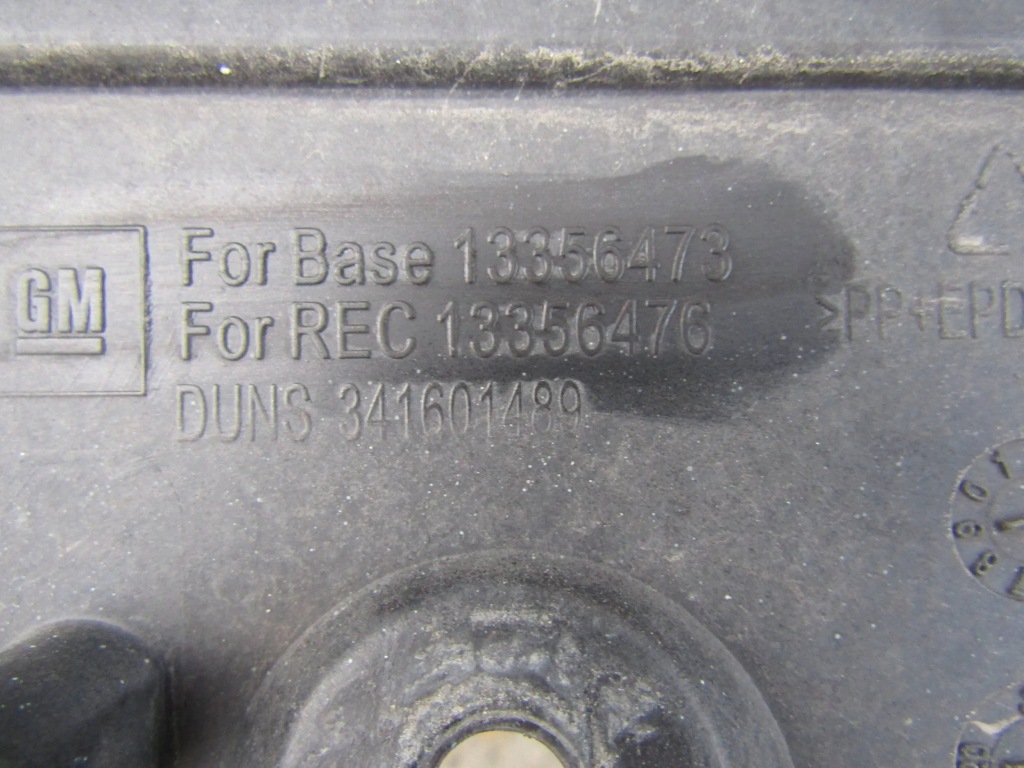 GM
For Base 13356473
For REC 13356476
DUNS 341601489
>PP+EPD